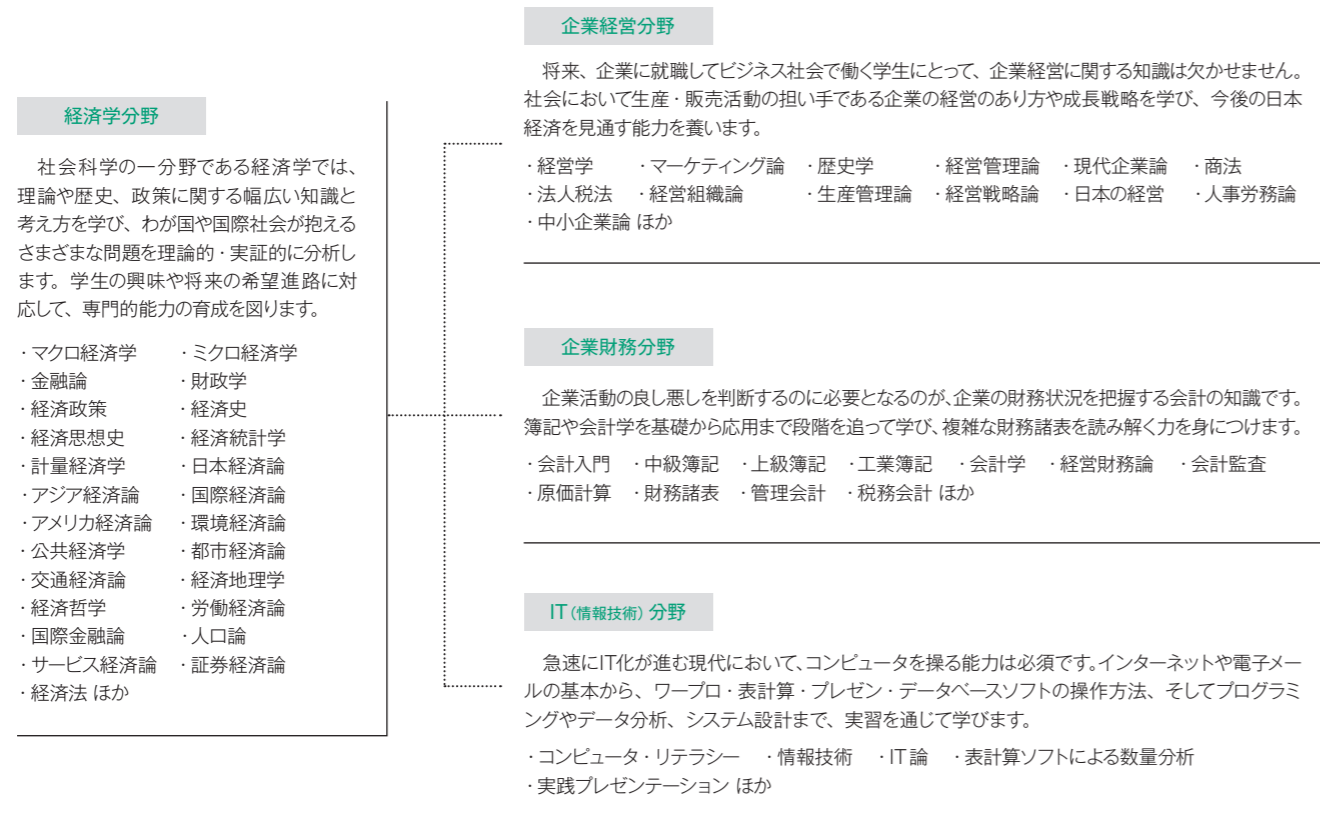 経済学分野
　社会科学の一分野である経済学では、
理論や歴史、政策に関する幅広い知識と
考え方を学び、わが国や国際社会が抱える
さまざまな問題を理論的・実証的に分析し
ます。学生の興味や将来の希望進路に対
応して、専門的能力の育成を図ります。
・マクロ経済学　・ミクロ経済学
・金融論　・財政学
・経済政策　・経済史
・経済思想史　・経済統計学
・計量経済学　・日本経済論
・アジア経済論　・国際経済論
・アメリカ経済論　・環境経済論
・公共経済学　・都市経済論
・交通経済論　・経済地理学
・経済哲学　・労働経済論
・国際金融論　・人口論
・サービス経済論　・証券経済論
・経済法 ほか
企業経営分野
　将来、企業に就職してビジネス社会で働く学生にとって、企業経営に関する知識は欠かせません。
社会において生産・販売活動の担い手である企業の経営のあり方や成長戦略を学び、今後の日本
経済を見通す能力を養います。
・経営学　・マーケティング論　・歴史学　・経営管理論　・現代企業論　・商法
・法人税法　・経営組織論　・生産管理論　・経営戦略論　・日本の経営　・人事労務論
・中小企業論 ほか
企業財務分野
　企業活動の良し悪しを判断するのに必要となるのが、企業の財務状況を把握する会計の知識です。
簿記や会計学を基礎から応用まで段階を追って学び、複雑な財務諸表を読み解く力を身につけます。
・会計入門　・中級簿記　・上級簿記　・工業簿記　・会計学　・経営財務論　・会計監査
・原価計算　・財務諸表　・管理会計　・税務会計 ほか
IT（情報技術）分野
　急速にIT化が進む現代において、コンピュータを操る能力は必須です。インターネットや電子メー
ルの基本から、ワープロ・表計算・プレゼン・データベースソフトの操作方法、そしてプログラミ
ングやデータ分析、システム設計まで、実習を通じて学びます。
・コンピュータ・リテラシー　・情報技術　・IT論　・表計算ソフトによる数量分析
・実践プレゼンテーション ほか